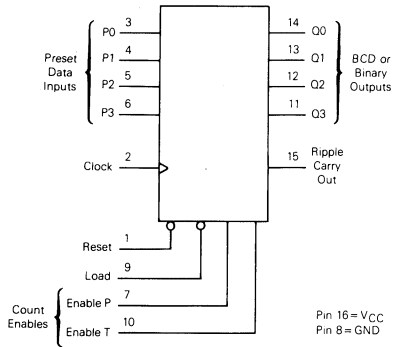 3
P0
4
P1
5
P2
6
P3
Preset
Data
Inputs
2
Clock
14
Q0
13
Q1
12
Q2
11
Q3
BCD or
Binary
Outputs
15
Ripple
Carry
Out
1
Reset
9
Load
7
Enable P
10
Enable T
Count
Enables
Pin 16=VCC
Pin 8=GND